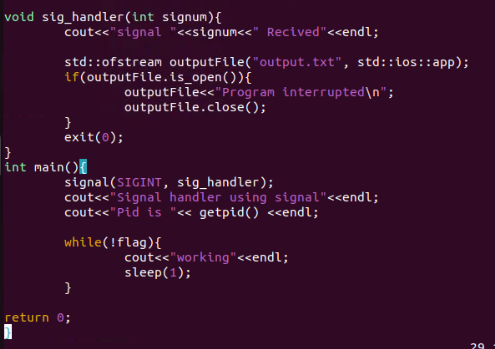 void sig_handler(int signum){
cout<<"signal "<<signum<<" Recived"<<endl;
std::ofstream outputFile("output.txt", std::ios::app);
if(outputFile.is_open()){
outputFile<<"Program interrupted\n";
outputFile.close();
}
exit(0);
}
int main(){
signal(SIGINT, sig_handler);
cout<<"Signal handler using signal"<<endl;
cout<<"Pid is "<< getpid() <<endl;
while(!flag){
cout<<"working"<<endl;
sleep(1);
}
return 0;
}